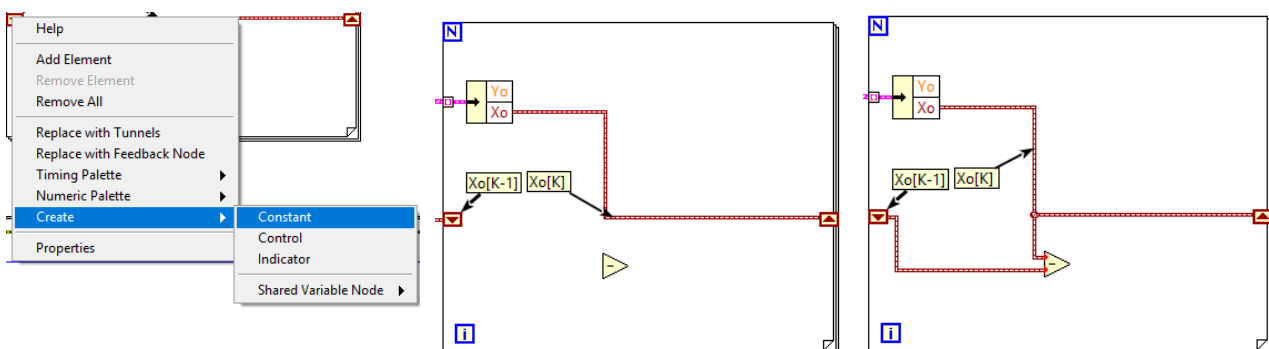 Help
Add Element
Remove Element
Remove All
Replace with Tunnels
Replace with Feedback Node
Timing Palette
Numeric Palette
Create
Properties
Constant
Control
Indicator
Shared Variable Node
N
Yo
Xo
Xo[K-1] Xo[K]
-
i
N
Yo
Xo
Xo[K-1] Xo[K]
-
i